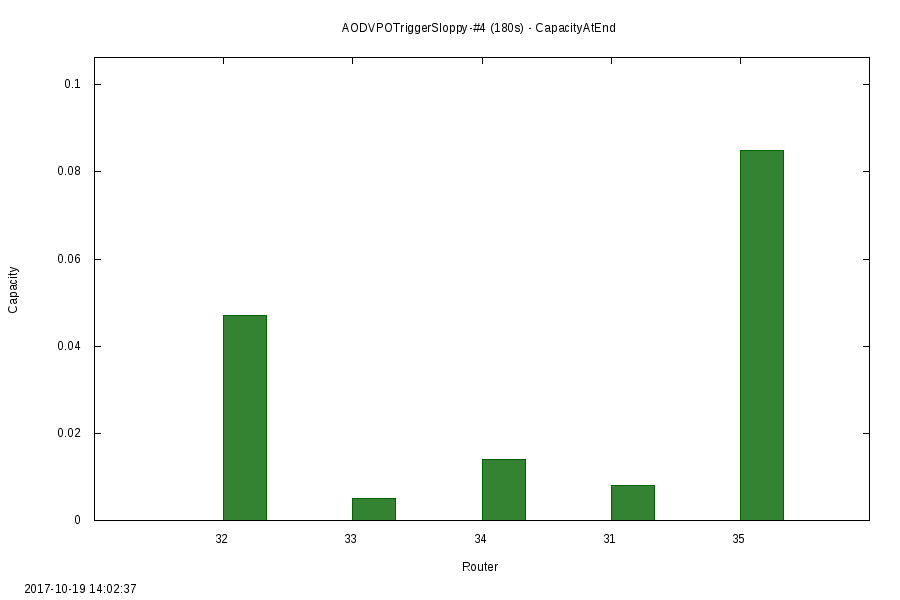 AODVPOTriggerSloppy-#4 (180s) - CapacityAtEnd
0.1
0.08
0.06
0.04
0.02
0
Capacity
32 33 34 31 35
Router
2017-10-19 14:02:37